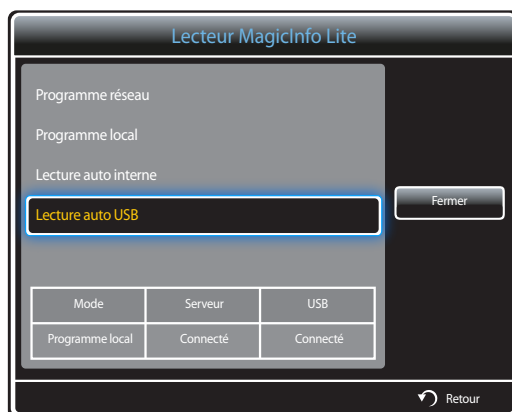 Lecteur MagicInfo Lite
Programme réseau
Programme local
Lecture auto interne
Lecture auto USB
Fermer
Mode Serveur USB
Programme local Connecté Connecté
Retour